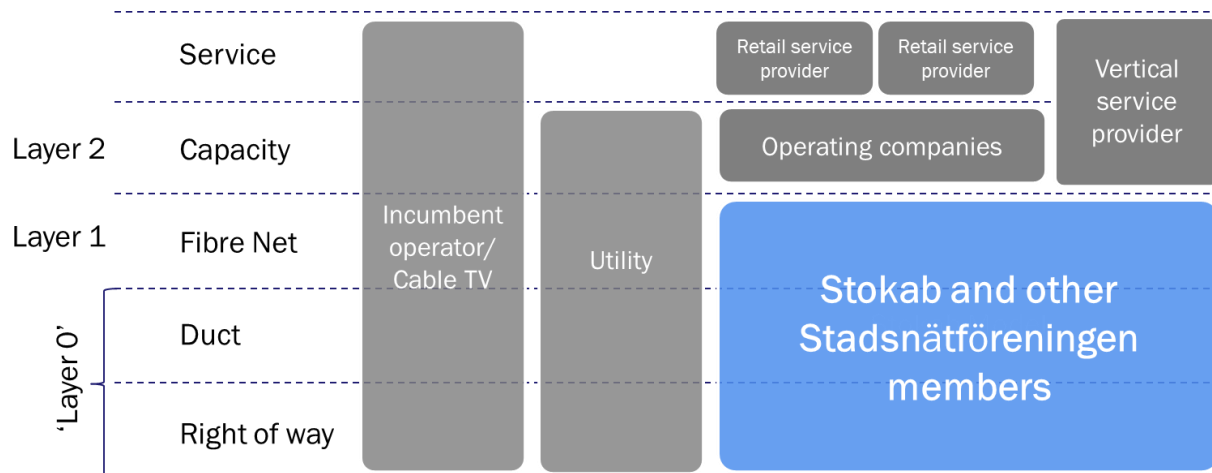 Service
Layer 2
Capacity
Layer 1
Fibre Net
'Layer 0'
Duct
Right of way
Incumbent
operator/
Cable TV
Utility
Retail service
provider
Retail service
provider
Operating companies
Vertical
service
provider
Stokab and other
Stadsnätföreningen
members